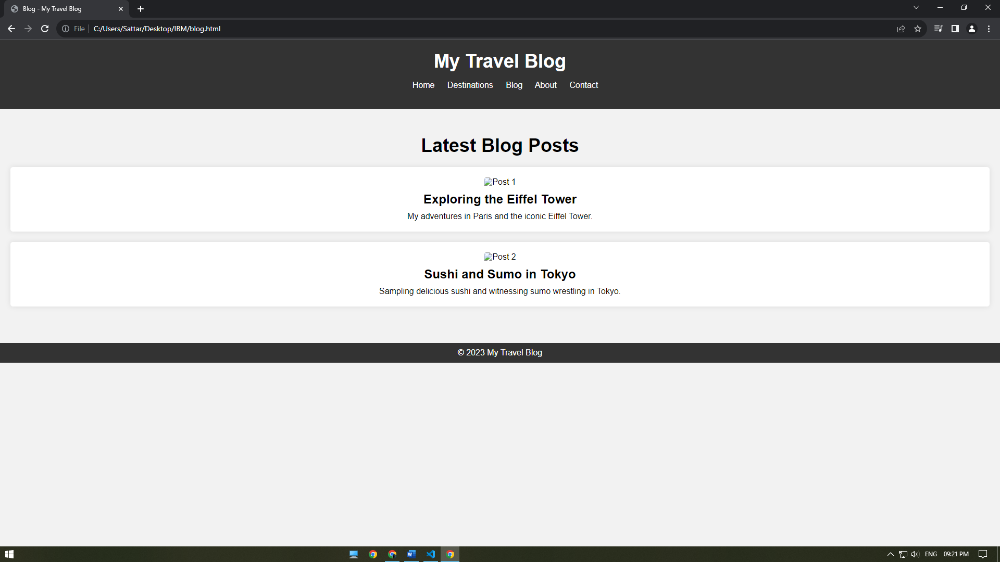 Blog - My Travel Blog
File C:/Users/Sattar/Desktop/IBM/blog.html
My Travel Blog
Home Destinations Blog About Contact
Latest Blog Posts
Post 1
Exploring the Eiffel Tower
My adventures in Paris and the iconic Eiffel Tower.
Post 2
Sushi and Sumo in Tokyo
Sampling delicious sushi and witnessing sumo wrestling in Tokyo.
© 2023 My Travel Blog
W ENG 09:21 PM